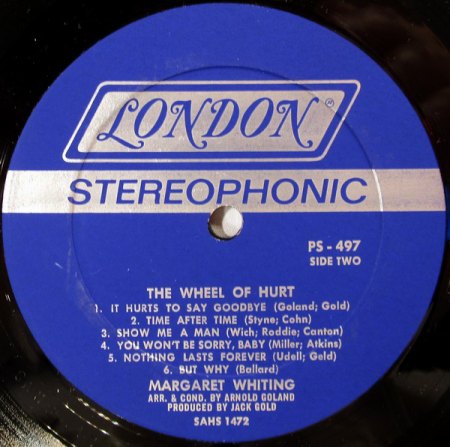 LONDON
STEREOPHONIC
PS - 497
SIDE TWO
THE WHEEL OF HURT
1. IT HURTS TO SAY GOODBYE (Goland; Gold)
2. TIME AFTER TIME (Styne; Cohn)
3. SHOW ME A MAN (Wich; Roddie; Canton)
4. YOU WON'T BE SORRY, BABY (Miller; Atkins)
5. NOTHING LASTS FOREVER (Udell; Geld)
6. BUT WHY (Ballard)
MARGARET WHITING
ARR. & COND. BY ARNOLD GOLAND
PRODUCED BY JACK GOLD
SAHS 1472